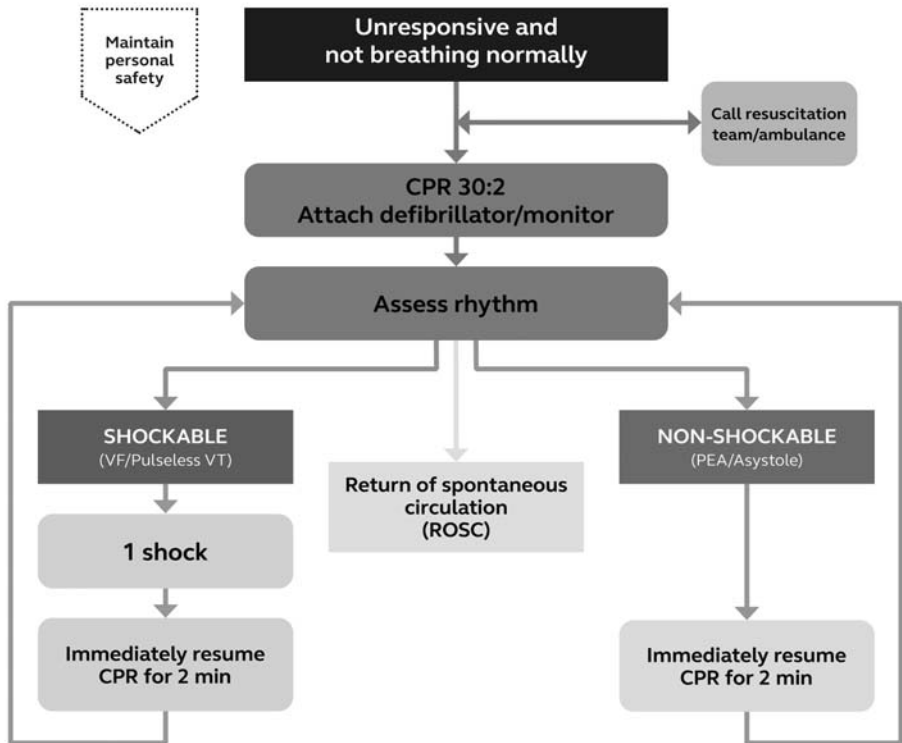 Maintain
personal
safety
Unresponsive and
not breathing normally
Call resuscitation
team/ambulance
CPR 30:2
Attach defibrillator/monitor
Assess rhythm
SHOCKABLE
(VF/Pulseless VT)
NON-SHOCKABLE
(PEA/Asystole)
Return of spontaneous
circulation
(ROSC)
1 shock
Immediately resume
CPR for 2 min
Immediately resume
CPR for 2 min